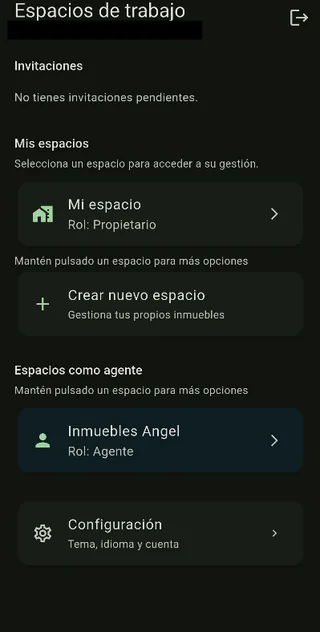 Espacios de trabajo
Invitaciones
No tienes invitaciones pendientes.
Mis espacios
Selecciona un espacio para acceder a su gestión.
Mi espacio
Rol: Propietario
Mantén pulsado un espacio para más opciones
Crear nuevo espacio
Gestiona tus propios inmuebles
Espacios como agente
Mantén pulsado un espacio para más opciones
Inmuebles Angel
Rol: Agente
Configuración
Tema, idioma y cuenta